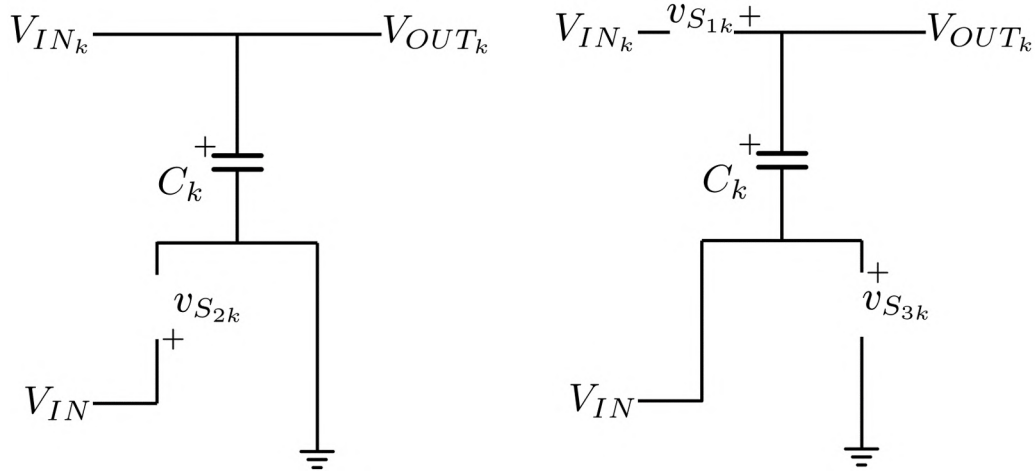 V_{IN_k} V_{OUT_k}
+
C_k
v_{S_{2k}}
+
V_{IN}
V_{IN_k} v_{S_{1k}} + V_{OUT_k}
+
C_k
+
v_{S_{3k}}
V_{IN}